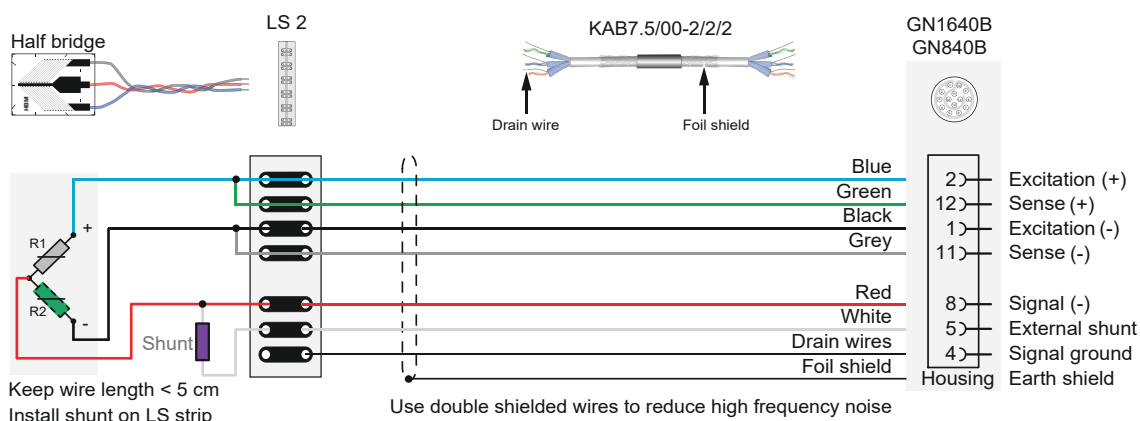 Half bridge
LS 2
KAB7.5/00-2/2/2
GN1640B
GN840B
HBM
Drain wire
Foil shield
Blue
2
Excitation (+)
Green
12
Sense (+)
Black
1
Excitation (-)
Grey
11
Sense (-)
R1
+
R2
-
Red
8
Signal (-)
White
5
External shunt
Shunt
Drain wires
4
Signal ground
Foil shield
Housing
Earth shield
Keep wire length < 5 cm
Install shunt on LS strip
Use double shielded wires to reduce high frequency noise